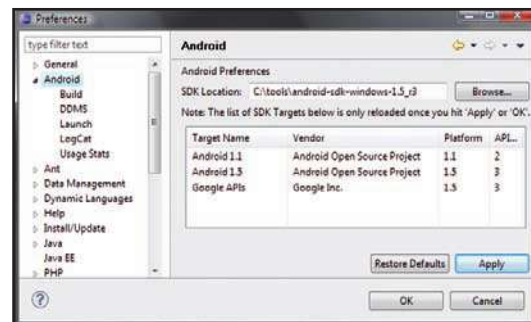 Preferences
type filter text
General
Android
Build
DDMS
Launch
LogCat
Usage Stats
Ant
Data Management
Dynamic Languages
Help
Install/Update
Java
Java EE
PHP
Android
Android Preferences
SDK Location: C:\tools\android-sdk-windows-1.5_r3 Browse...
Note: The list of SDK Targets below is only reloaded once you hit 'Apply' or 'OK'.
Target Name Vendor Platform API...
Android 1.1 Android Open Source Project 1.1 2
Android 1.5 Android Open Source Project 1.5 3
Google APIs Google Inc. 1.5 3
Restore Defaults Apply
? OK Cancel